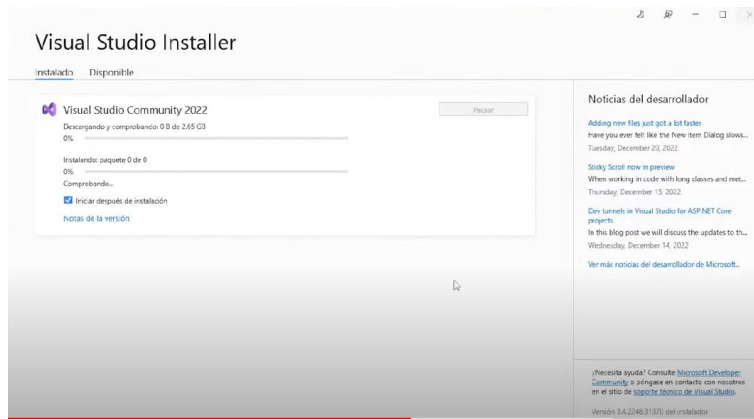 Visual Studio Installer
Instalado Disponible
Visual Studio Community 2022
Pausar
Descargando y comprobando: 0 B de 2,65 GB
0%
Instalando: paquete 0 de 0
0%
Comprobando...
Iniciar después de instalación
Notas de la versión
Noticias del desarrollador
Adding new files just got a lot faster
Have you ever felt like the New Item Dialog slows...
Tuesday, December 20, 2022
Sticky Scroll now in preview
When working in code with long classes and met...
Thursday, December 15, 2022
Dev tunnels in Visual Studio for ASP.NET Core
projects
In this blog post we will discuss the updates to th...
Wednesday, December 14, 2022
Ver más noticias del desarrollador de Microsoft...
¿Necesita ayuda? Consulte Microsoft Developer
Community o póngase en contacto con nosotros
en el sitio de soporte técnico de Visual Studio.
Versión 3.4.2246.31370 del instalador